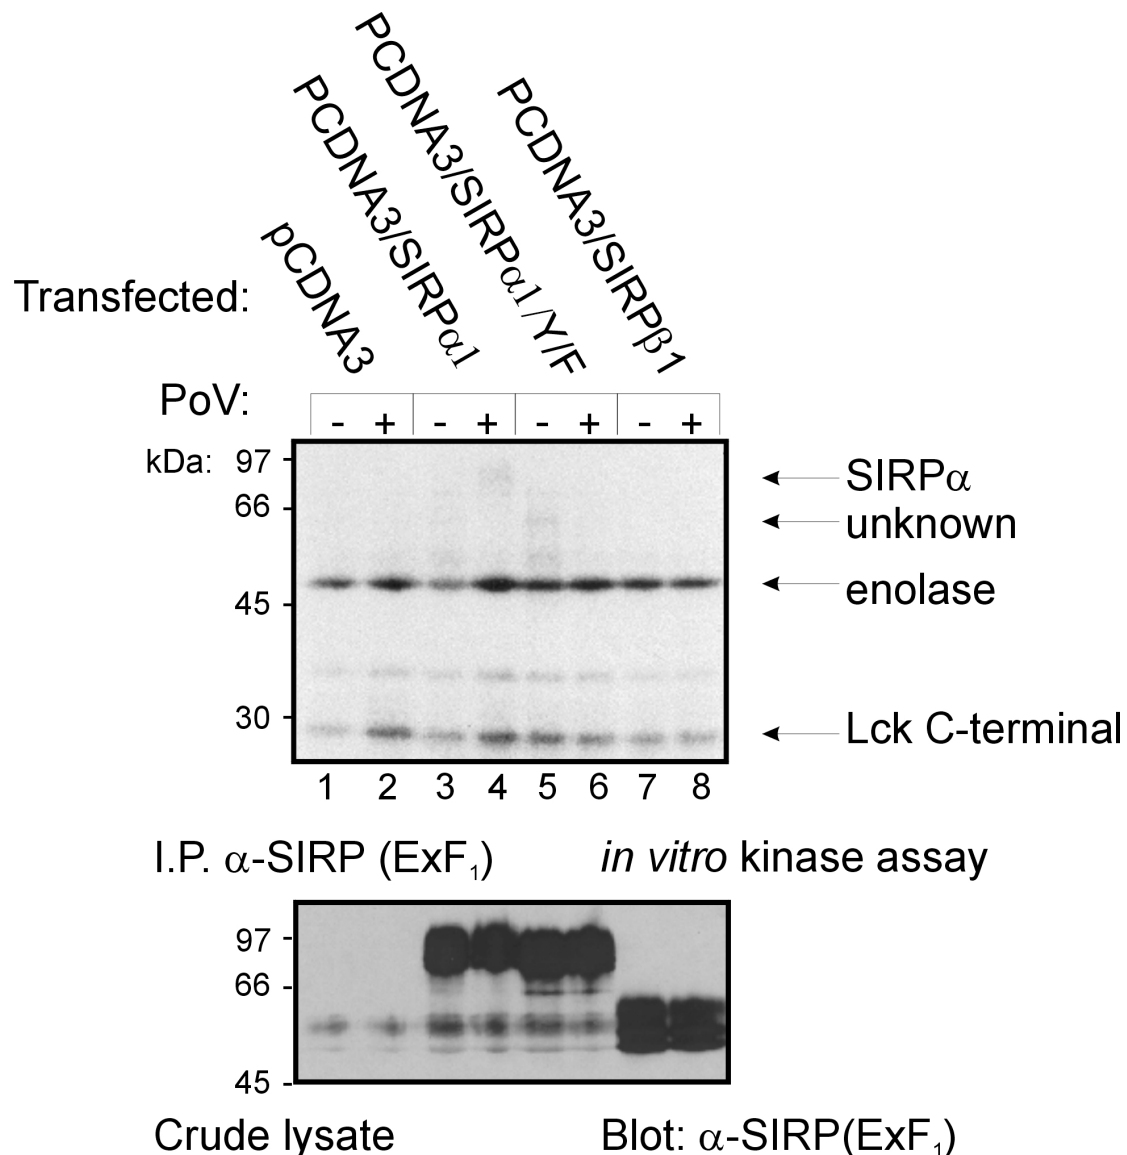 PCDNA3/SIRPα1/Y/F
PCDNA3/SIRPα1
PCDNA3/SIRPβ1
pCDNA3
Transfected:
PoV: - + - + - + - +
kDa: 97
66
45
30
SIRPα
unknown
enolase
Lck C-terminal
1 2 3 4 5 6 7 8
I.P. α-SIRP (ExF₁) in vitro kinase assay
97
66
45
Crude lysate Blot: α-SIRP(ExF₁)